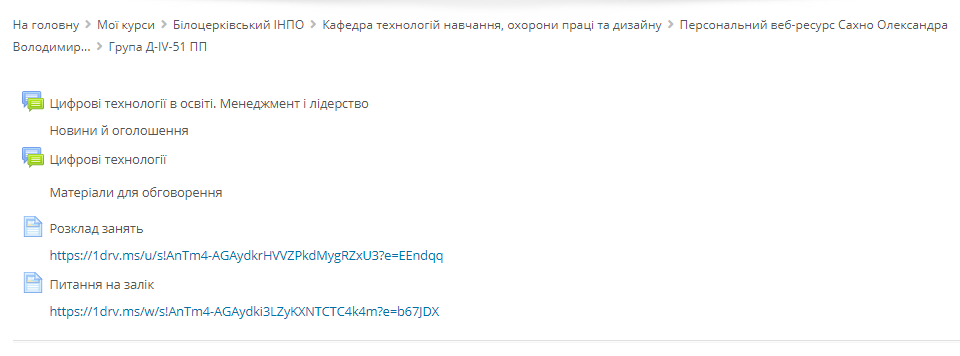 На головну > Мої курси > Білоцерківський ІНПО > Кафедра технологій навчання, охорони праці та дизайну > Персональний веб-ресурс Сахно Олександра
Володимир... > Група Д-IV-51 ПП
Цифрові технології в освіті. Менеджмент і лідерство
Новини й оголошення
Цифрові технології
Матеріали для обговорення
Розклад занять
https://1drv.ms/u/s!AnTm4-AGAydkrHVVZPkdMygRZxU3?e=EEndqq
Питання на залік
https://1drv.ms/w/s!AnTm4-AGAydki3LZyKXNTCTC4k4m?e=b67JDX